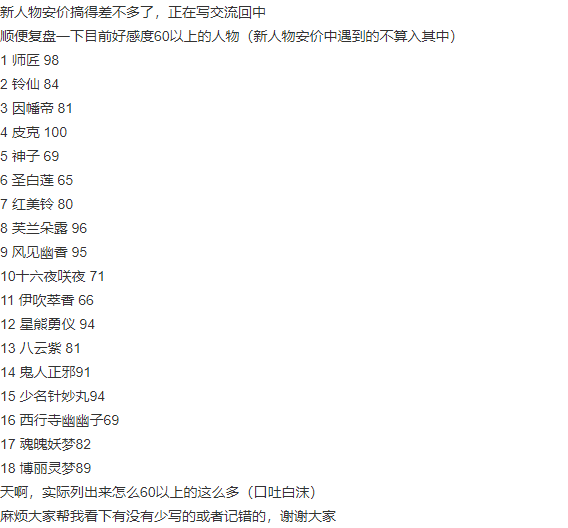 新人物安价搞得差不多了，正在写交流回中
顺便复盘一下目前好感度60以上的人物（新人物安价中遇到的不算入其中）
1 师匠 98
2 铃仙 84
3 因幡帝 81
4 皮克 100
5 神子 69
6 圣白莲 65
7 红美铃 80
8 芙兰朵露 96
9 风见幽香 95
10十六夜咲夜 71
11 伊吹萃香 66
12 星熊勇仪 94
13 八云紫 81
14 鬼人正邪91
15 少名针妙丸94
16 西行寺幽幽子69
17 魂魄妖梦82
18 博丽灵梦89
天啊，实际列出来怎么60以上的这么多（口吐白沫）
麻烦大家帮我看下有没有少写的或者记错的，谢谢大家